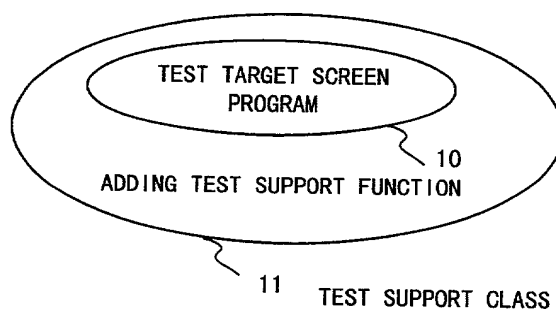 TEST TARGET SCREEN
PROGRAM
10
ADDING TEST SUPPORT FUNCTION
11
TEST SUPPORT CLASS